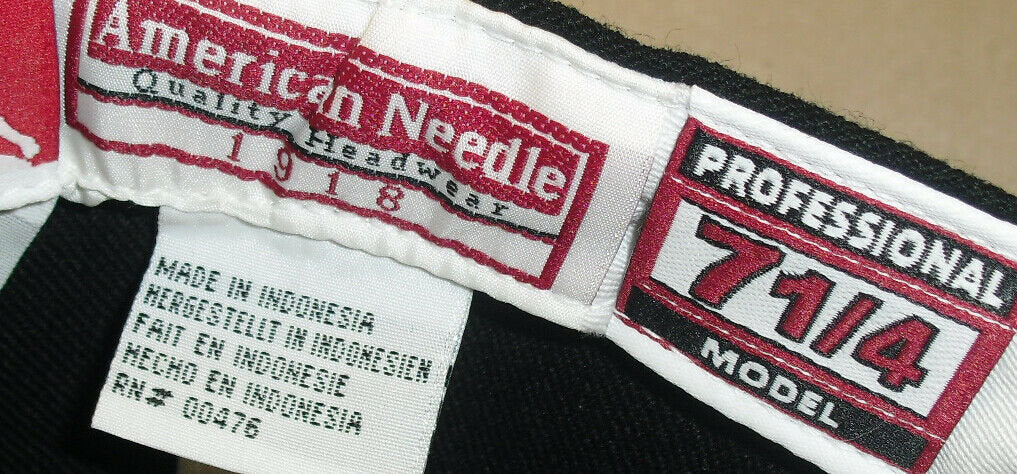 American Needle
Quality Headwear
1918
MADE IN INDONESIA
HERGESTELLT IN INDONESIEN
FAIT EN INDONESIE
HECHO EN INDONESIA
RN# 00476
PROFESSIONAL
7 1/4
MODEL